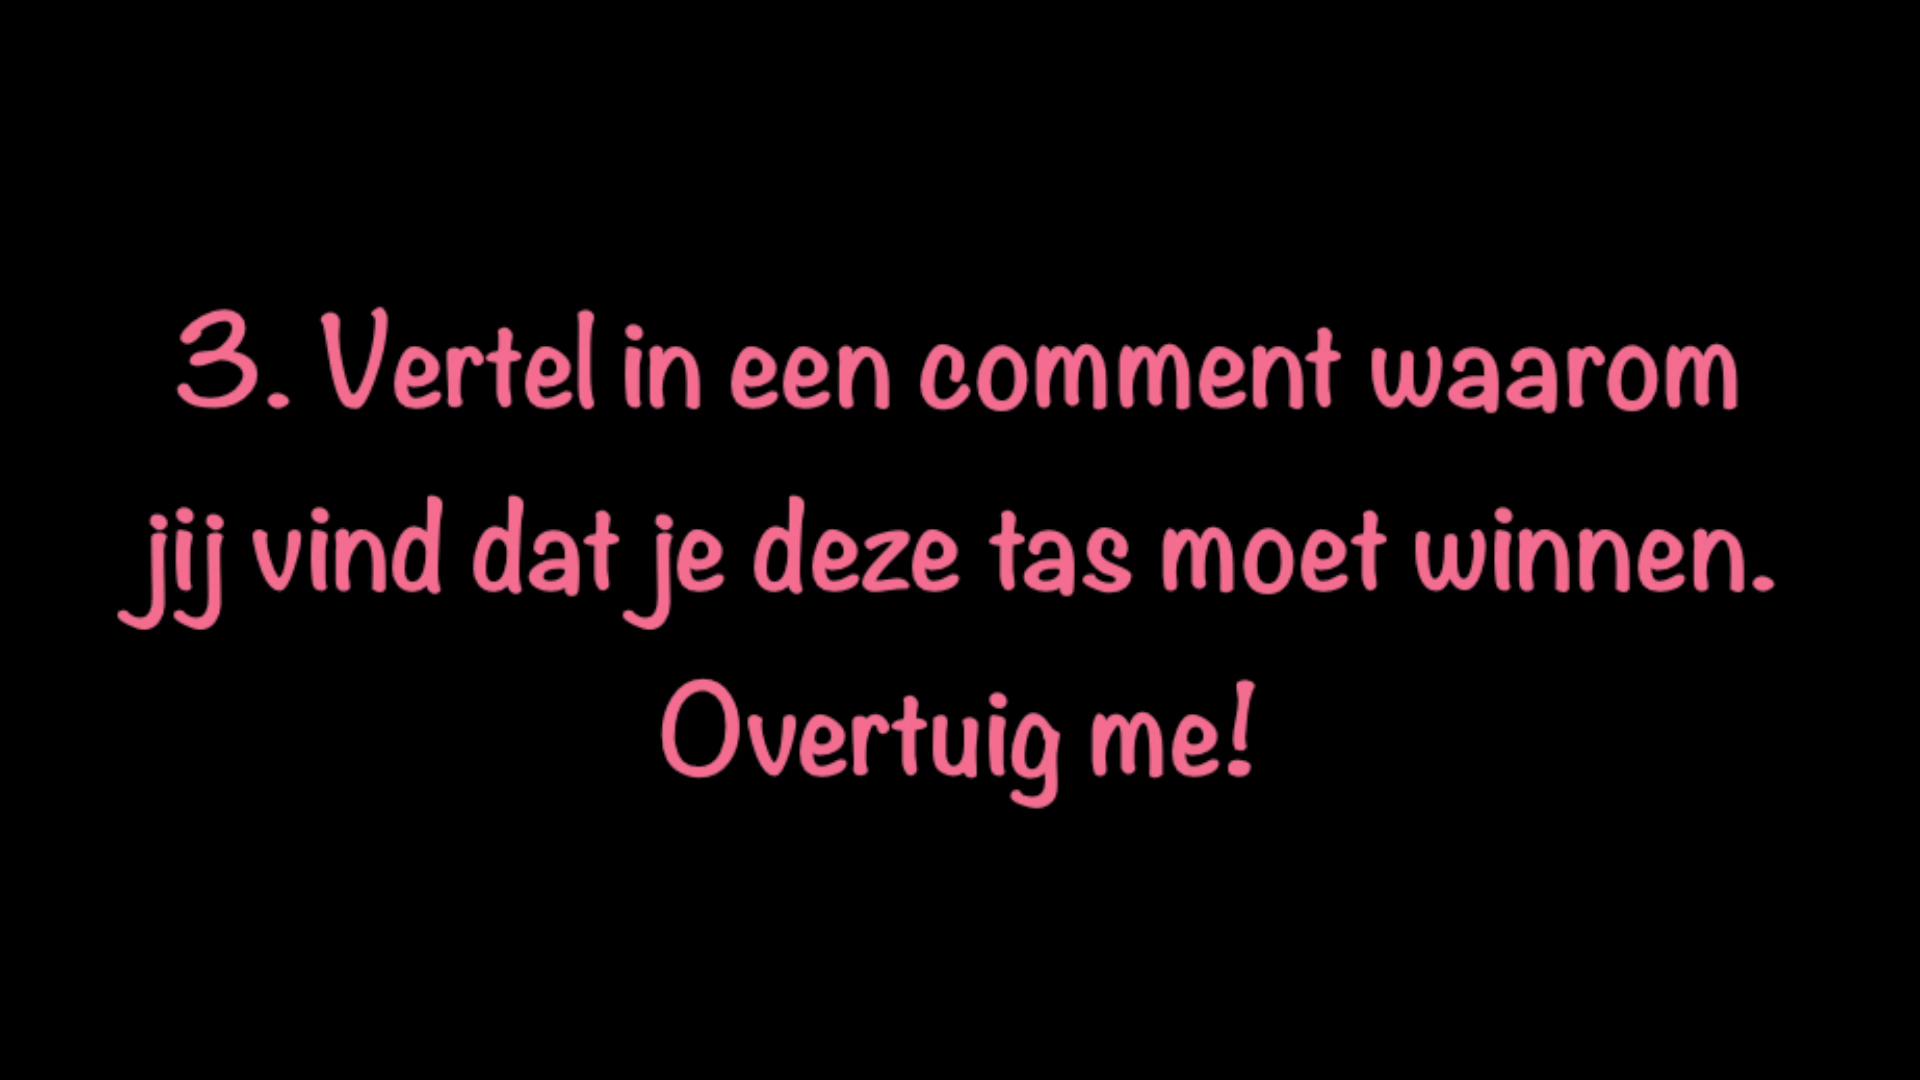 3. Vertel in een comment waarom
jij vind dat je deze tas moet winnen.
Overtuig me!